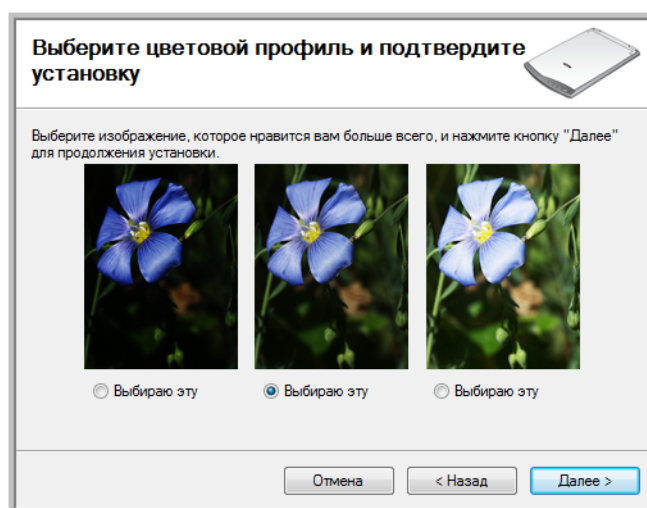 Выберите цветовой профиль и подтвердите
установку
Выберите изображение, которое нравится вам больше всего, и нажмите кнопку "Далее"
для продолжения установки.
Выбираю эту
Выбираю эту
Выбираю эту
Отмена
< Назад
Далее >